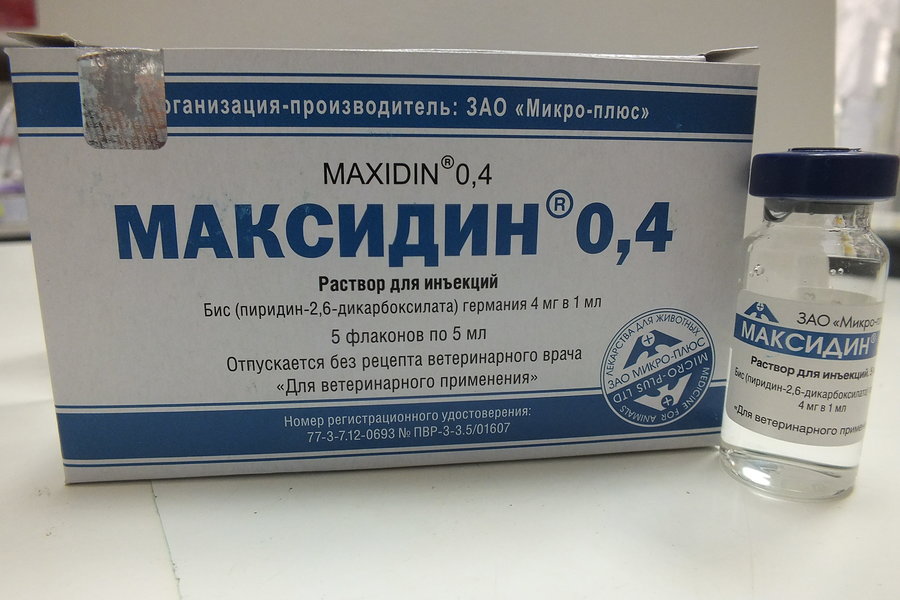 рганизация-производитель: ЗАО «Микро-плюс»
MAXIDIN® 0,4
МАКСИДИН® 0,4
Раствор для инъекций
Бис (пиридин-2,6-дикарбоксилата) германия 4 мг в 1 мл
5 флаконов по 5 мл
Отпускается без рецепта ветеринарного врача
«Для ветеринарного применения»
Номер регистрационного удостоверения:
77-3-7.12-0693 № ПВР-3-3.5/01607
ЛЕКАРСТВА ДЛЯ ЖИВОТНЫХ
ЗАО МИКРО-ПЛЮС
MICRO-PLUS LTD
MEDICINE FOR ANIMALS
ЗАО «Микро-п
МАКСИДИН®
Раствор для инъекций
Бис (пиридин-2,6-дикарбоксилата)
4 мг в 1 мл
«Для ветеринарного приме